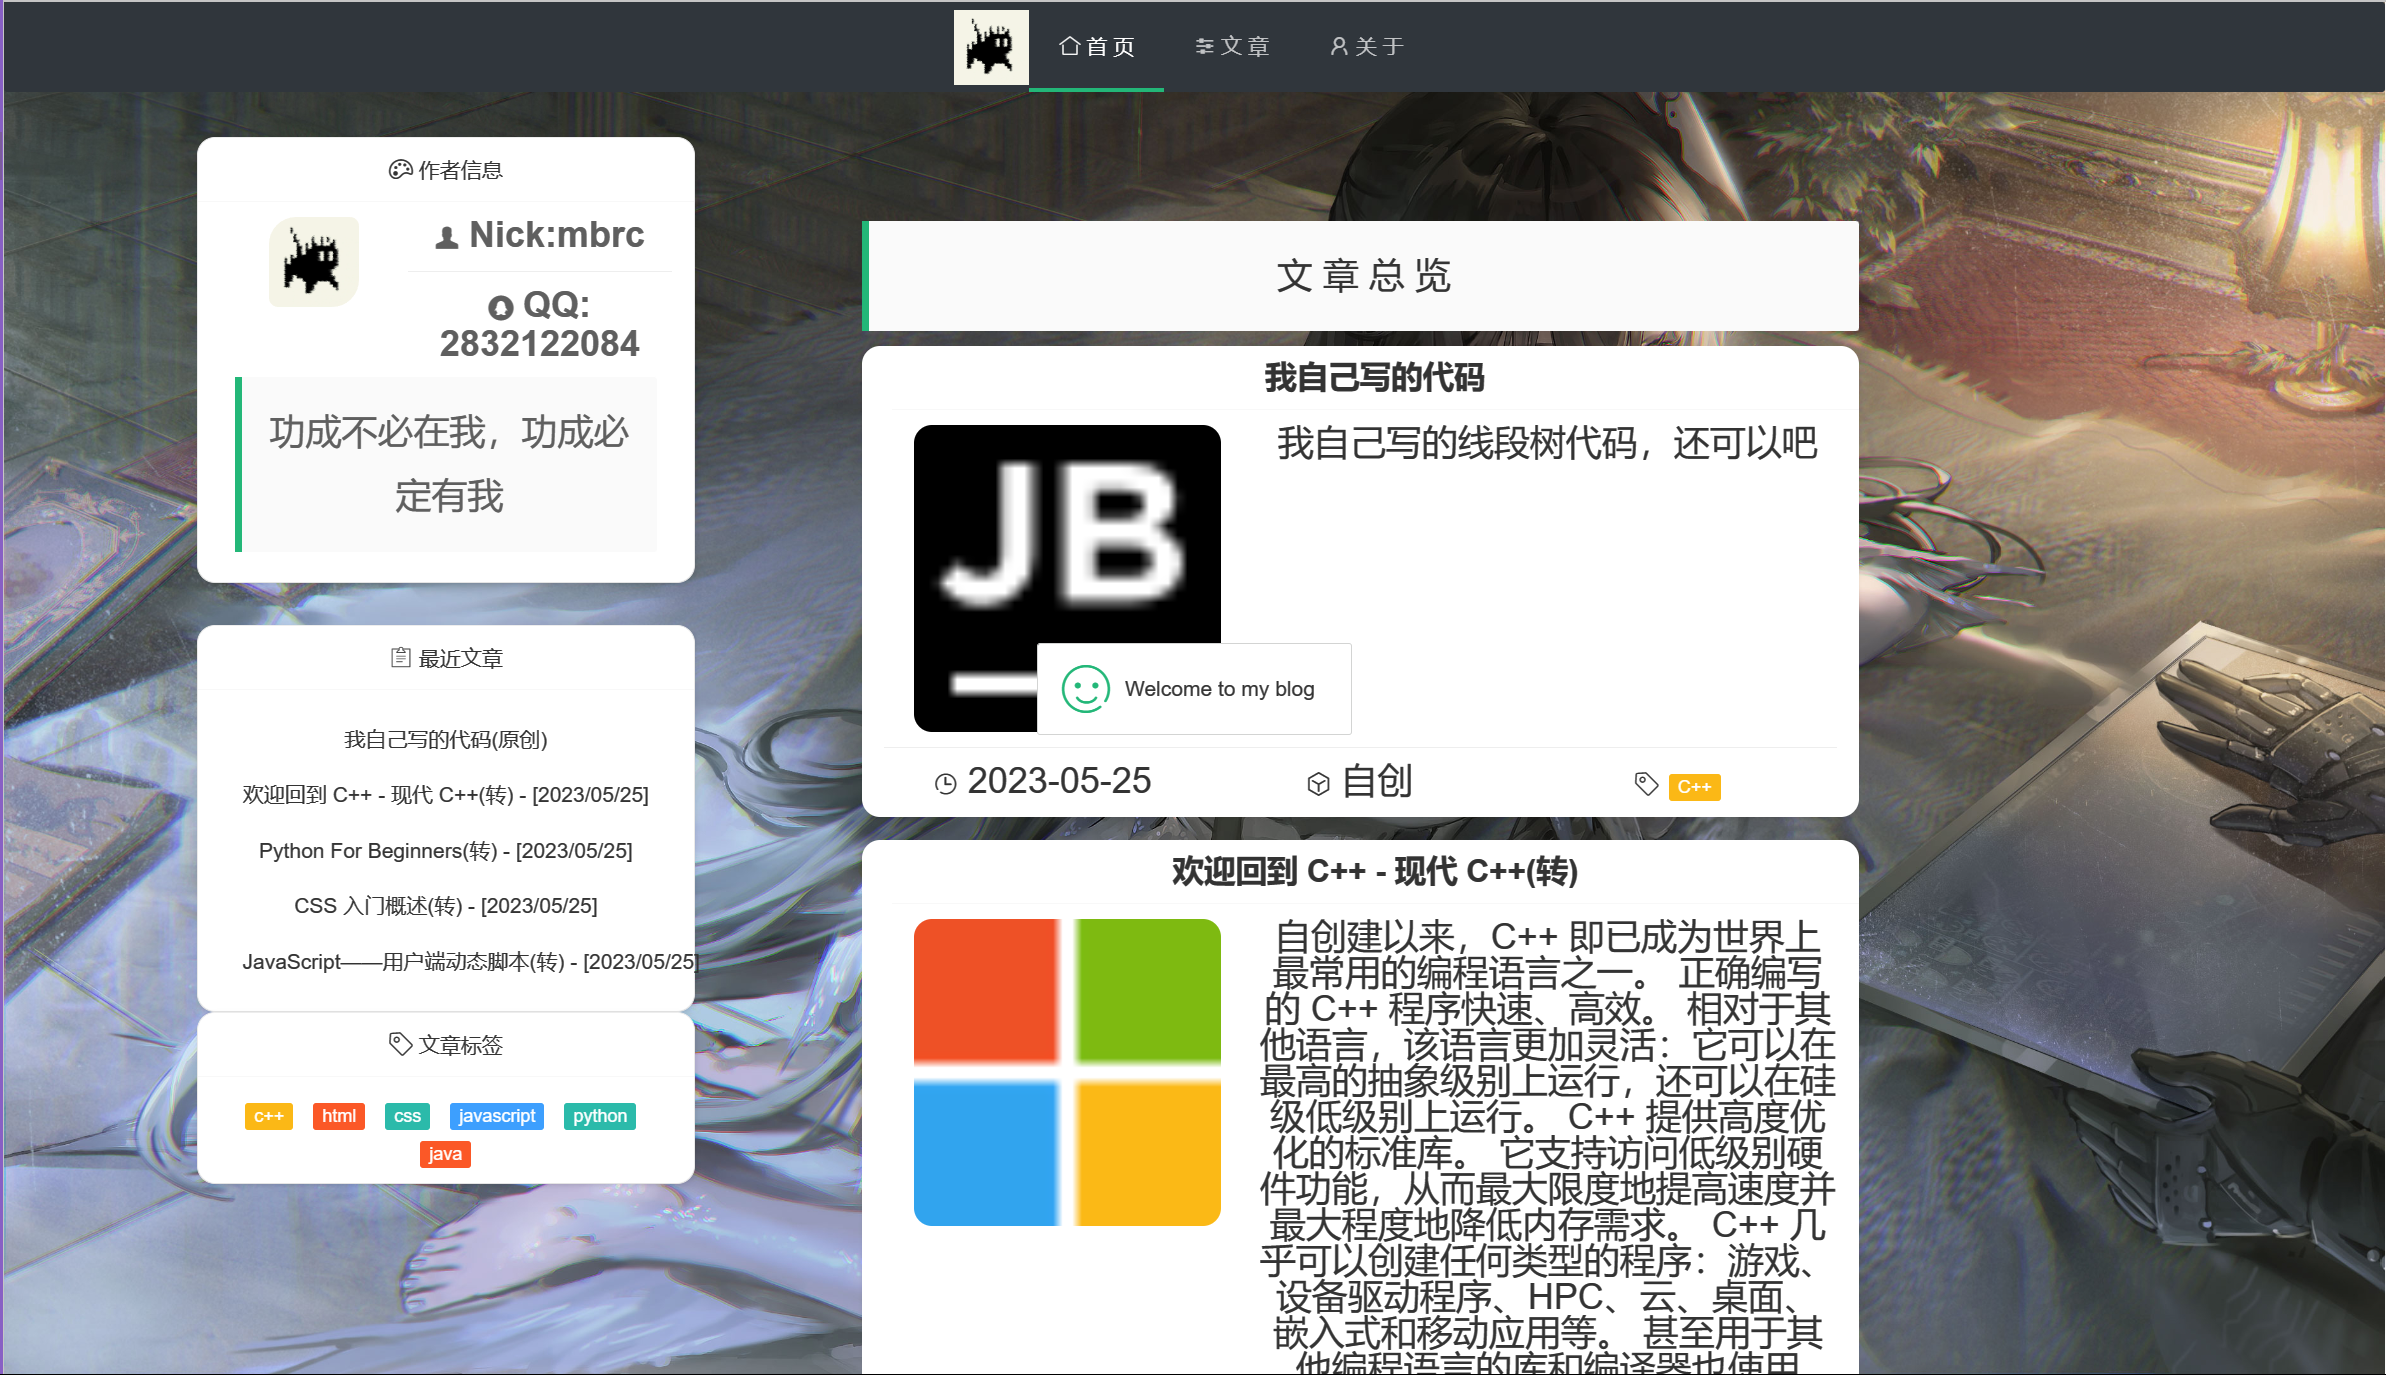 首页
文章
关于
作者信息
Nick:mbrc
QQ:
2832122084
功成不必在我，功成必
定有我
最近文章
我自己写的代码(原创)
欢迎回到 C++ - 现代 C++(转) - [2023/05/25]
Python For Beginners(转) - [2023/05/25]
CSS 入门概述(转) - [2023/05/25]
JavaScript——用户端动态脚本(转) - [2023/05/25]
文章标签
c++ html css javascript python
java
文章总览
我自己写的代码
JB
我自己写的线段树代码，还可以吧
Welcome to my blog
2023-05-25
自创
C++
欢迎回到 C++ - 现代 C++(转)
自创建以来，C++ 即已成为世界上
最常用的编程语言之一。 正确编写
的 C++ 程序快速、高效。 相对于其
他语言，该语言更加灵活：它可以在
最高的抽象级别上运行，还可以在硅
级低级别上运行。 C++ 提供高度优
化的标准库。 它支持访问低级别硬
件功能，从而最大限度地提高速度并
最大程度地降低内存需求。 C++ 几
乎可以创建任何类型的程序：游戏、
设备驱动程序、HPC、云、桌面、
嵌入式和移动应用等。 甚至用于其
他编程语言的库和编译器也使用